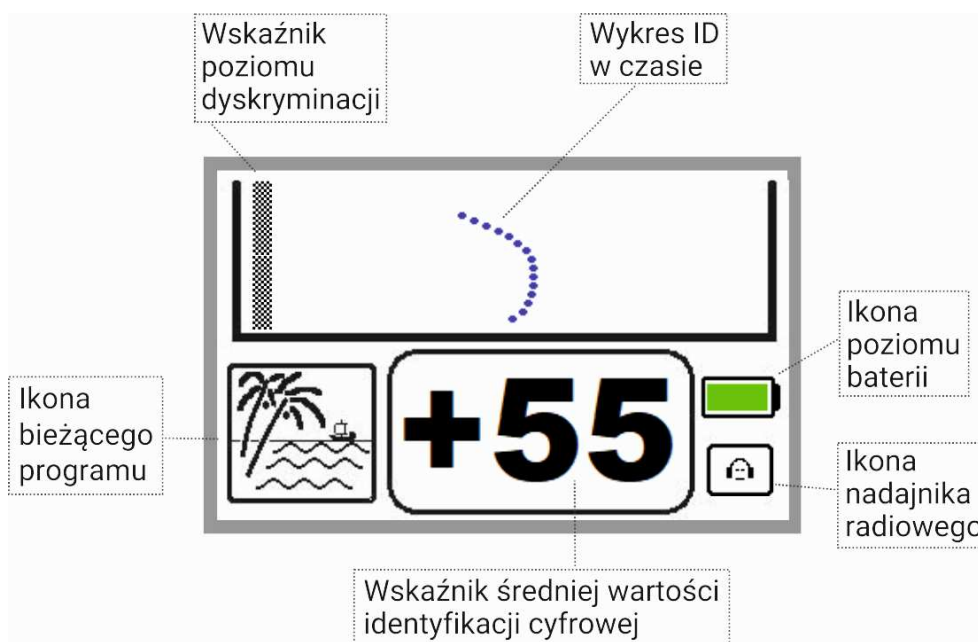 Wskaźnik
poziomu
dyskryminacji
Wykres ID
w czasie
Ikona
poziomu
baterii
Ikona
bieżącego
programu
+55
Ikona
nadajnika
radiowego
Wskaźnik średniej wartości
identyfikacji cyfrowej